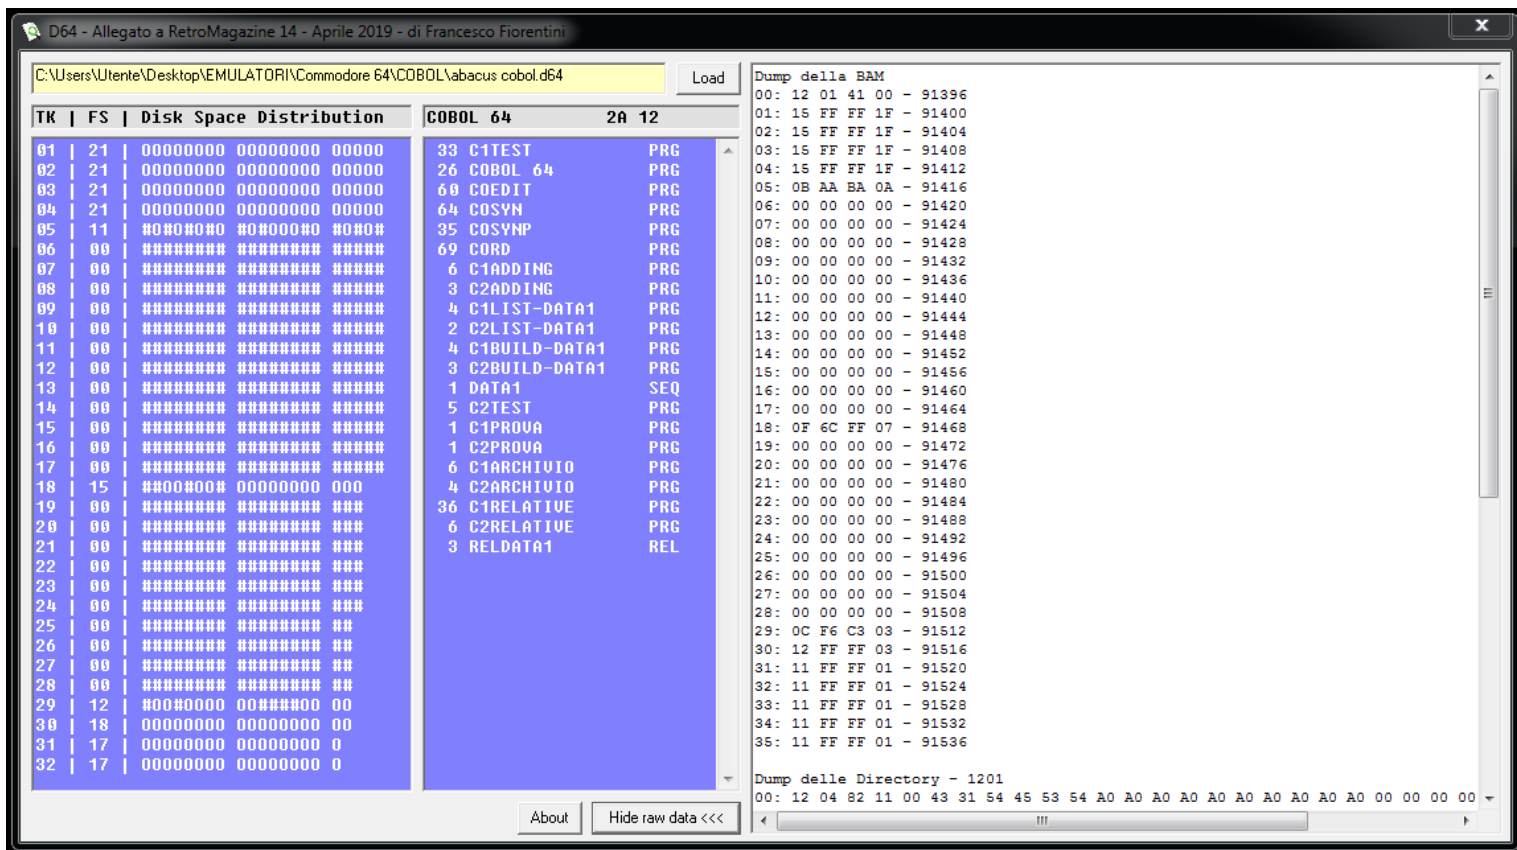 D64 - Allegato a RetroMagazine 14 - Aprile 2019 - di Francesco Fiorentini
x
C:\Users\Utente\Desktop\EMULATORI\Commodore 64\COBOL\abacus cobol.d64
Load
TK | FS | Disk Space Distribution
01 | 21 | 00000000 00000000 00000
02 | 21 | 00000000 00000000 00000
03 | 21 | 00000000 00000000 00000
04 | 21 | 00000000 00000000 00000
05 | 11 | #0#0#0#0 #0#000#0 #0#0#
06 | 00 | ######## ######## #####
07 | 00 | ######## ######## #####
08 | 00 | ######## ######## #####
09 | 00 | ######## ######## #####
10 | 00 | ######## ######## #####
11 | 00 | ######## ######## #####
12 | 00 | ######## ######## #####
13 | 00 | ######## ######## #####
14 | 00 | ######## ######## #####
15 | 00 | ######## ######## #####
16 | 00 | ######## ######## #####
17 | 00 | ######## ######## #####
18 | 15 | ##00#00# 00000000 000
19 | 00 | ######## ######## ###
20 | 00 | ######## ######## ###
21 | 00 | ######## ######## ###
22 | 00 | ######## ######## ###
23 | 00 | ######## ######## ###
24 | 00 | ######## ######## ###
25 | 00 | ######## ######## ##
26 | 00 | ######## ######## ##
27 | 00 | ######## ######## ##
28 | 00 | ######## ######## ##
29 | 12 | #00#0000 00####00 00
30 | 18 | 00000000 00000000 00
31 | 17 | 00000000 00000000 0
32 | 17 | 00000000 00000000 0
COBOL 64 2A 12
33 C1TEST PRG
26 COBOL 64 PRG
60 COEDIT PRG
64 COSYN PRG
35 COSYNP PRG
69 CORD PRG
6 C1ADDING PRG
3 C2ADDING PRG
4 C1LIST-DATA1 PRG
2 C2LIST-DATA1 PRG
4 C1BUILD-DATA1 PRG
3 C2BUILD-DATA1 PRG
1 DATA1 SEQ
5 C2TEST PRG
1 C1PROVA PRG
1 C2PROVA PRG
6 C1ARCHIVIO PRG
4 C2ARCHIVIO PRG
36 C1RELATIVE PRG
6 C2RELATIVE PRG
3 RELDATA1 REL
About
Hide raw data <<<
Dump della BAM
00: 12 01 41 00 - 91396
01: 15 FF FF 1F - 91400
02: 15 FF FF 1F - 91404
03: 15 FF FF 1F - 91408
04: 15 FF FF 1F - 91412
05: 0B AA BA 0A - 91416
06: 00 00 00 00 - 91420
07: 00 00 00 00 - 91424
08: 00 00 00 00 - 91428
09: 00 00 00 00 - 91432
10: 00 00 00 00 - 91436
11: 00 00 00 00 - 91440
12: 00 00 00 00 - 91444
13: 00 00 00 00 - 91448
14: 00 00 00 00 - 91452
15: 00 00 00 00 - 91456
16: 00 00 00 00 - 91460
17: 00 00 00 00 - 91464
18: 0F 6C FF 07 - 91468
19: 00 00 00 00 - 91472
20: 00 00 00 00 - 91476
21: 00 00 00 00 - 91480
22: 00 00 00 00 - 91484
23: 00 00 00 00 - 91488
24: 00 00 00 00 - 91492
25: 00 00 00 00 - 91496
26: 00 00 00 00 - 91500
27: 00 00 00 00 - 91504
28: 00 00 00 00 - 91508
29: 0C F6 C3 03 - 91512
30: 12 FF FF 03 - 91516
31: 11 FF FF 01 - 91520
32: 11 FF FF 01 - 91524
33: 11 FF FF 01 - 91528
34: 11 FF FF 01 - 91532
35: 11 FF FF 01 - 91536
Dump delle Directory - 1201
00: 12 04 82 11 00 43 31 54 45 53 54 A0 A0 A0 A0 A0 A0 A0 A0 A0 A0 00 00 00 00